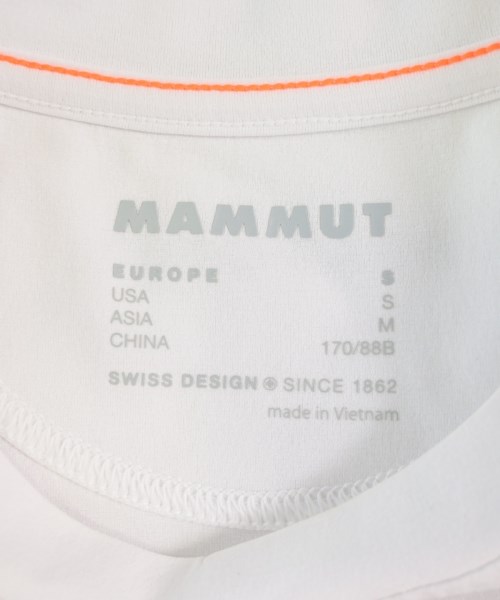 MAMMUT
EUROPE S
USA S
ASIA M
CHINA 170/88B
SWISS DESIGN SINCE 1862
made in Vietnam